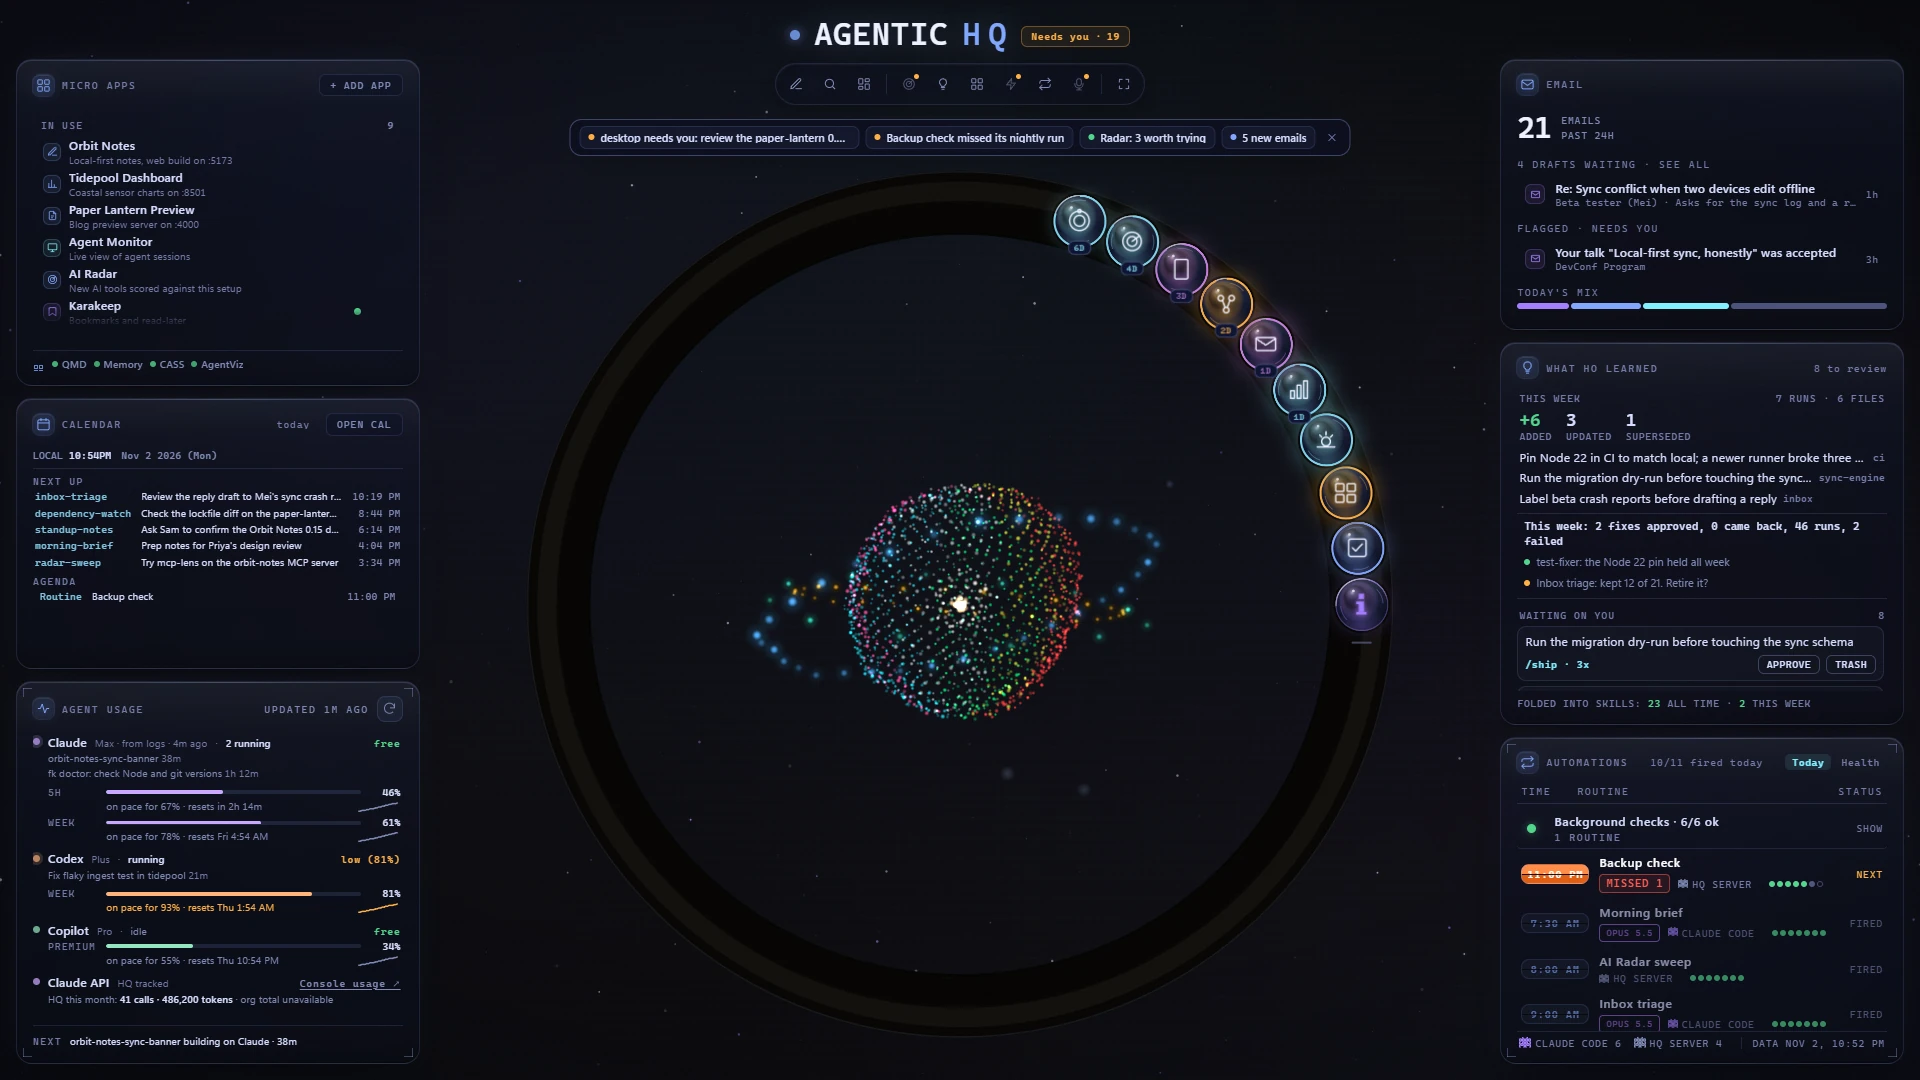 AGENTIC HQ
Needs you · 19
desktop needs you: review the paper-lantern 0....
Backup check missed its nightly run
Radar: 3 worth trying
5 new emails
MICRO APPS
+ ADD APP
IN USE 9
Orbit Notes
Local-first notes, web build on :5173
Tidepool Dashboard
Coastal sensor charts on :8501
Paper Lantern Preview
Blog preview server on :4000
Agent Monitor
Live view of agent sessions
AI Radar
New AI tools scored against this setup
Karakeep
Bookmarks and read-later
QMD Memory CASS AgentViz
CALENDAR today OPEN CAL
LOCAL 10:54PM Nov 2 2026 (Mon)
NEXT UP
inbox-triage Review the reply draft to Mei's sync crash r... 10:19 PM
dependency-watch Check the lockfile diff on the paper-lanter... 8:44 PM
standup-notes Ask Sam to confirm the Orbit Notes 0.15 d... 6:14 PM
morning-brief Prep notes for Priya's design review 4:04 PM
radar-sweep Try mcp-lens on the orbit-notes MCP server 3:34 PM
AGENDA
Routine Backup check 11:00 PM
AGENT USAGE UPDATED 1M AGO
Claude Max · from logs · 4m ago · 2 running free
orbit-notes-sync-banner 38m
fk doctor: check Node and git versions 1h 12m
5H 46%
on pace for 67% · resets in 2h 14m
WEEK 61%
on pace for 78% · resets Fri 4:54 AM
Codex Plus · running low (81%)
Fix flaky ingest test in tidepool 21m
WEEK 81%
on pace for 93% · resets Thu 1:54 AM
Copilot Pro · idle free
PREMIUM 34%
on pace for 55% · resets Thu 10:54 PM
Claude API HQ tracked Console usage ↗
HQ this month: 41 calls · 486,200 tokens · org total unavailable
NEXT orbit-notes-sync-banner building on Claude · 38m
6D
4D
3D
2D
1D
1D
EMAIL
21 EMAILS
PAST 24H
4 DRAFTS WAITING · SEE ALL
Re: Sync conflict when two devices edit offline 1h
Beta tester (Mei) · Asks for the sync log and a r…
FLAGGED · NEEDS YOU
Your talk "Local-first sync, honestly" was accepted 3h
DevConf Program
TODAY'S MIX
WHAT HQ LEARNED 8 to review
THIS WEEK 7 RUNS · 6 FILES
+6 3 1
ADDED UPDATED SUPERSEDED
Pin Node 22 in CI to match local; a newer runner broke three ... ci
Run the migration dry-run before touching the sync... sync-engine
Label beta crash reports before drafting a reply inbox
This week: 2 fixes approved, 0 came back, 46 runs, 2
failed
test-fixer: the Node 22 pin held all week
Inbox triage: kept 12 of 21. Retire it?
WAITING ON YOU 8
Run the migration dry-run before touching the sync schema
/ship · 3x APPROVE TRASH
FOLDED INTO SKILLS: 23 ALL TIME · 2 THIS WEEK
AUTOMATIONS 10/11 fired today Today Health
TIME ROUTINE STATUS
Background checks · 6/6 ok SHOW
1 ROUTINE
Backup check
11:00 PM MISSED 1 HQ SERVER NEXT
Morning brief
7:30 AM OPUS 5.5 CLAUDE CODE FIRED
AI Radar sweep
8:00 AM HQ SERVER FIRED
Inbox triage
9:00 AM OPUS 5.5 CLAUDE CODE FIRED
CLAUDE CODE 6 HQ SERVER 4 DATA NOV 2, 10:52 PM